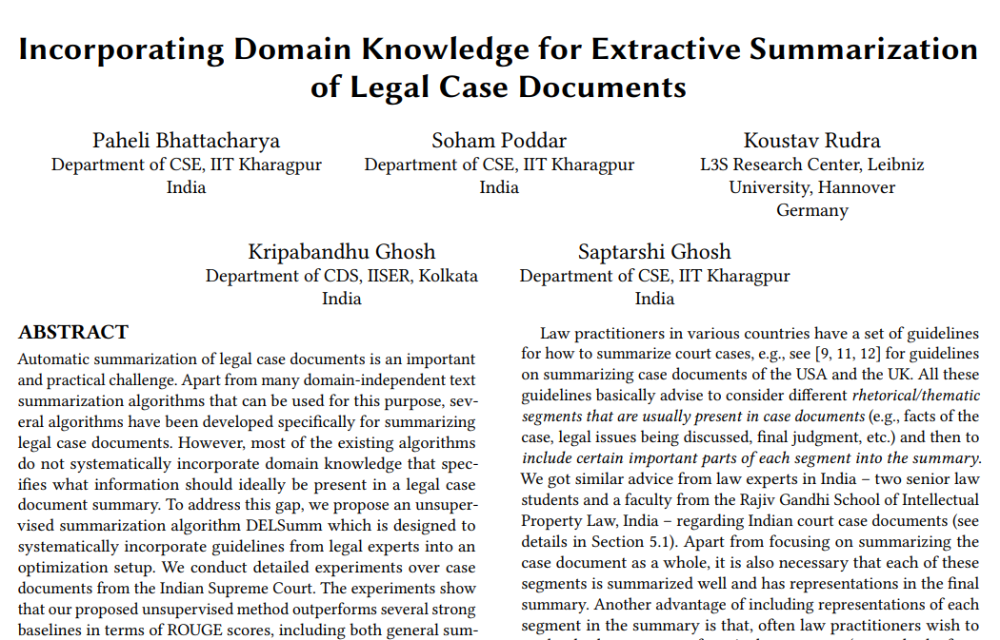 Incorporating Domain Knowledge for Extractive Summarization
of Legal Case Documents
Paheli Bhattacharya
Department of CSE, IIT Kharagpur
India
Soham Poddar
Department of CSE, IIT Kharagpur
India
Koustav Rudra
L3S Research Center, Leibniz
University, Hannover
Germany
Kripabandhu Ghosh
Department of CDS, IISER, Kolkata
India
Saptarshi Ghosh
Department of CSE, IIT Kharagpur
India
ABSTRACT
Automatic summarization of legal case documents is an important
and practical challenge. Apart from many domain-independent text
summarization algorithms that can be used for this purpose, sev-
eral algorithms have been developed specifically for summarizing
legal case documents. However, most of the existing algorithms
do not systematically incorporate domain knowledge that spec-
ifies what information should ideally be present in a legal case
document summary. To address this gap, we propose an unsuper-
vised summarization algorithm DELSumm which is designed to
systematically incorporate guidelines from legal experts into an
optimization setup. We conduct detailed experiments over case
documents from the Indian Supreme Court. The experiments show
that our proposed unsupervised method outperforms several strong
baselines in terms of ROUGE scores, including both general sum-
Law practitioners in various countries have a set of guidelines
for how to summarize court cases, e.g., see [9, 11, 12] for guidelines
on summarizing case documents of the USA and the UK. All these
guidelines basically advise to consider different rhetorical/thematic
segments that are usually present in case documents (e.g., facts of the
case, legal issues being discussed, final judgment, etc.) and then to
include certain important parts of each segment into the summary.
We got similar advice from law experts in India – two senior law
students and a faculty from the Rajiv Gandhi School of Intellectual
Property Law, India – regarding Indian court case documents (see
details in Section 5.1). Apart from focusing on summarizing the
case document as a whole, it is also necessary that each of these
segments is summarized well and has representations in the final
summary. Another advantage of including representations of each
segment in the summary is that, often law practitioners wish to